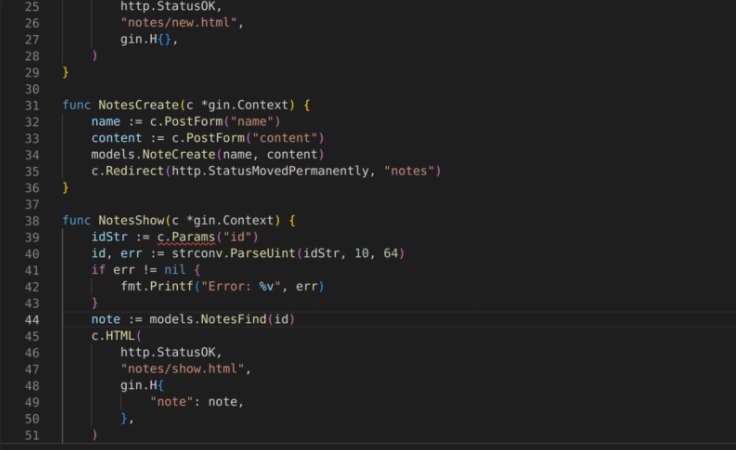 25 http.StatusOK,
26 "notes/new.html",
27 gin.H{},
28 )
29 }
30
31 func NotesCreate(c *gin.Context) {
32 name := c.PostForm("name")
33 content := c.PostForm("content")
34 models.NoteCreate(name, content)
35 c.Redirect(http.StatusMovedPermanently, "notes")
36 }
37
38 func NotesShow(c *gin.Context) {
39 idStr := c.Params("id")
40 id, err := strconv.ParseUint(idStr, 10, 64)
41 if err != nil {
42 fmt.Printf("Error: %v", err)
43 }
44 note := models.NotesFind(id)
45 c.HTML(
46 http.StatusOK,
47 "notes/show.html",
48 gin.H{
49 "note": note,
50 },
51 )